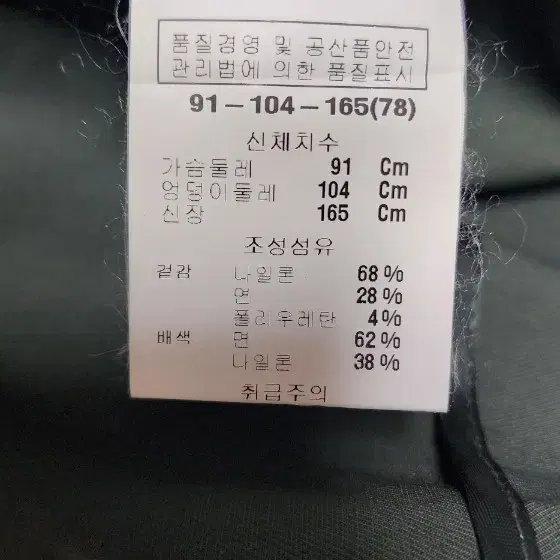 품질경영 및 공산품안전
관리법에 의한 품질표시
91-104-165(78)
신체치수
가슴둘레 91 Cm
엉덩이둘레 104 Cm
신장 165 Cm
조성섬유
겉감 나일론 68%
면 28%
폴리우레탄 4%
배색 면 62%
나일론 38%
취급주의